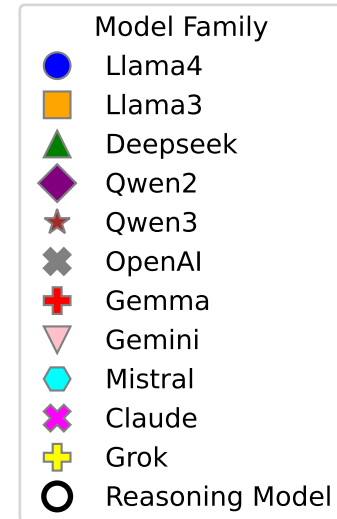 Model Family
Llama4
Llama3
Deepseek
Qwen2
Qwen3
OpenAI
Gemma
Gemini
Mistral
Claude
Grok
Reasoning Model